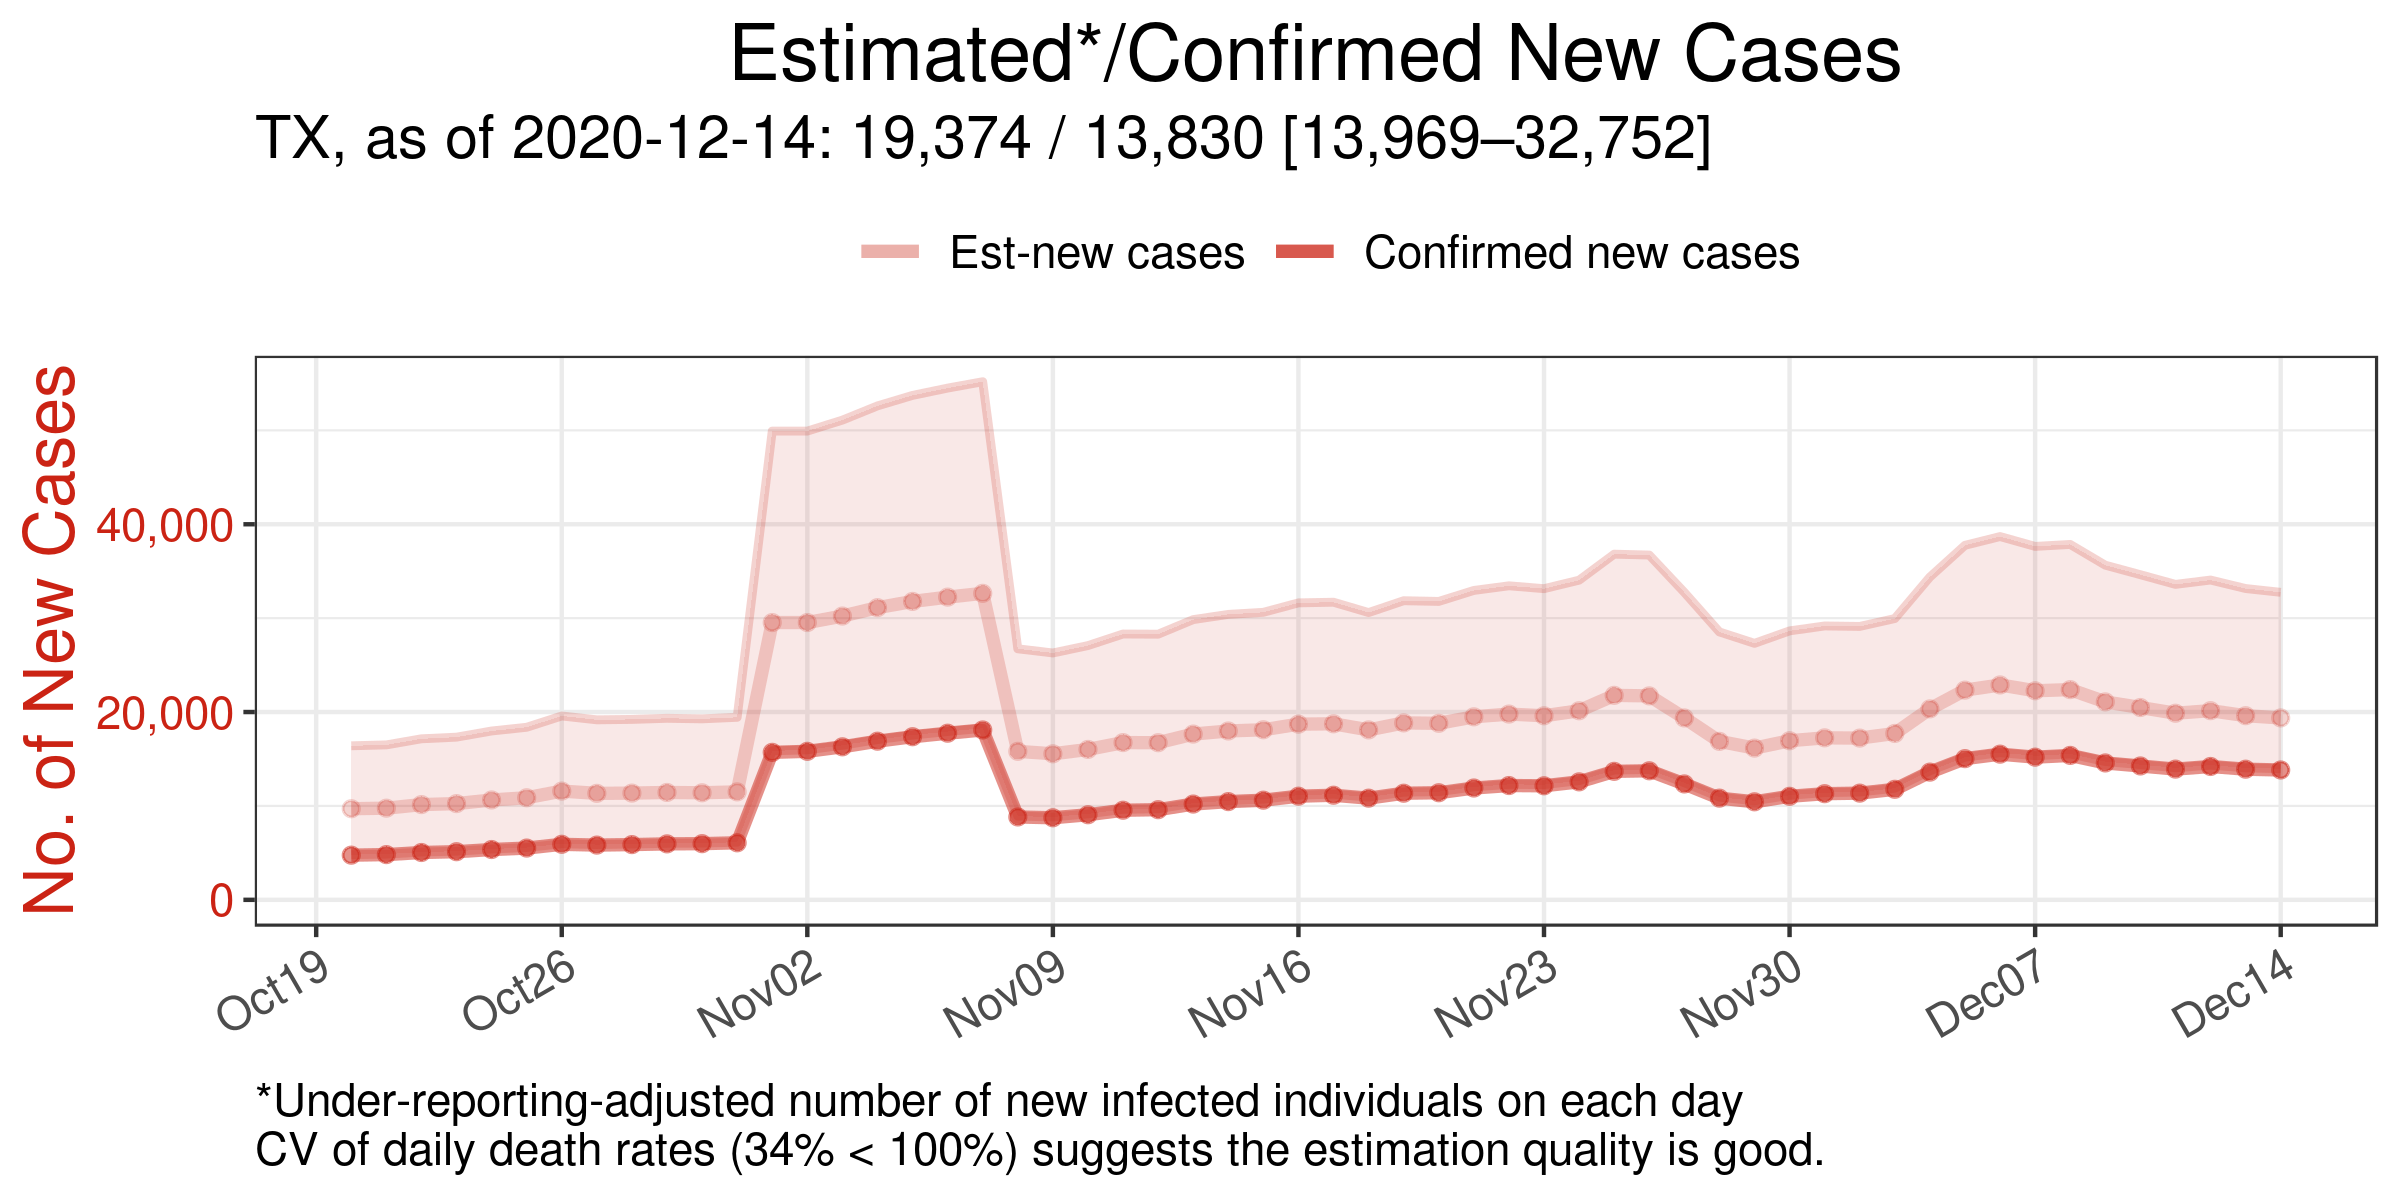 Estimated*/Confirmed New Cases
TX, as of 2020-12-14: 19,374 / 13,830 [13,969–32,752]
Est-new cases
Confirmed new cases
No. of New Cases
40,000
20,000
0
Oct19
Oct26
Nov02
Nov09
Nov16
Nov23
Nov30
Dec07
Dec14
*Under-reporting-adjusted number of new infected individuals on each day
CV of daily death rates (34% < 100%) suggests the estimation quality is good.